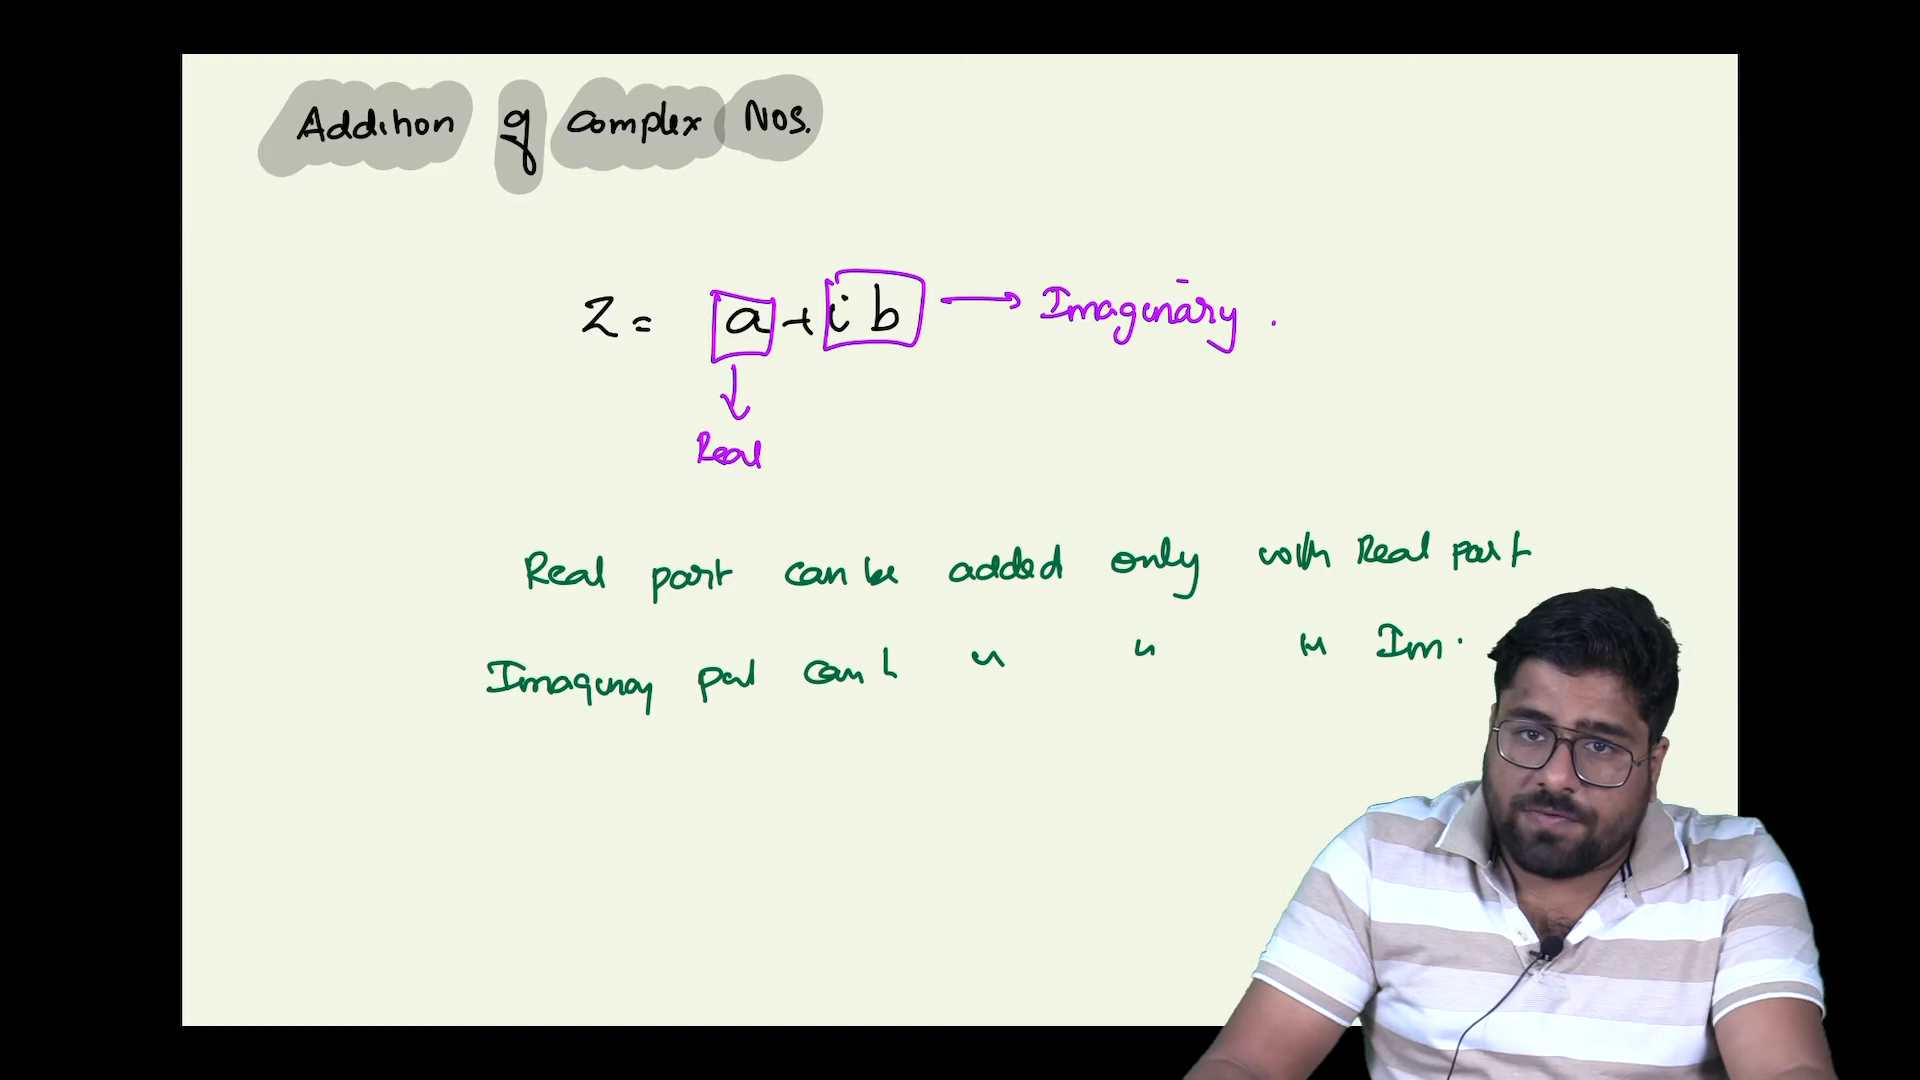 Addition of Complex Nos.
Z = a + i b → Imaginary.
↓
Real
Real part can be added only with Real part
Imaginary part can b " " " Im.